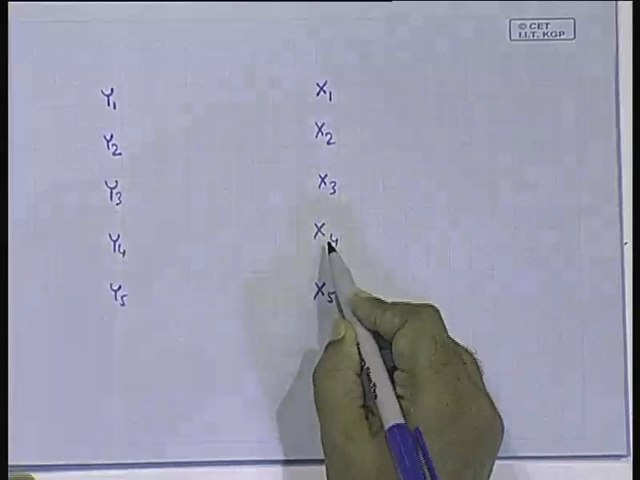 © CET
I.I.T. KGP
Y₁ X₁
Y₂ X₂
Y₃ X₃
Y₄ X₄
Y₅ X₅